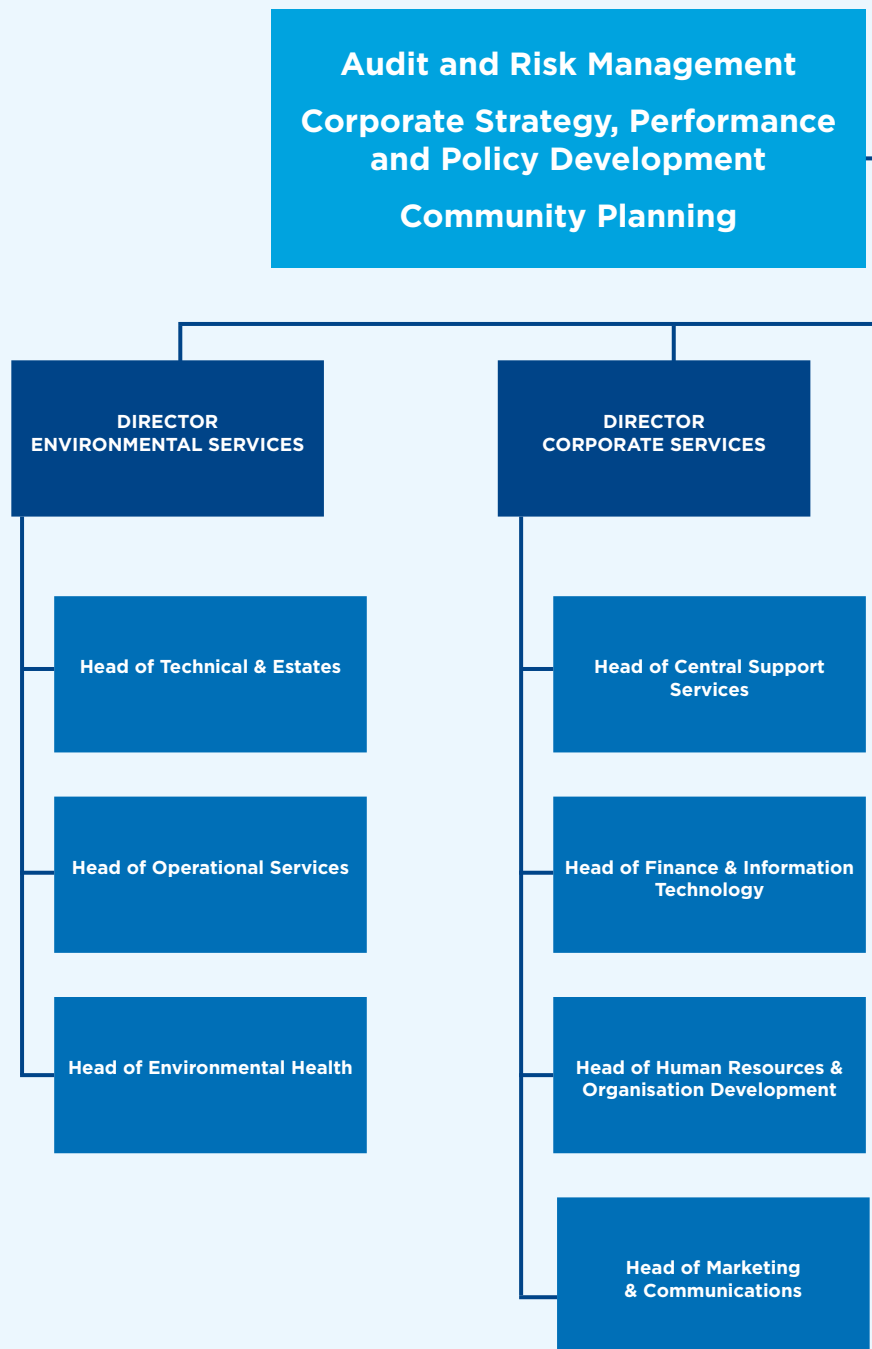 Audit and Risk Management
Corporate Strategy, Performance
and Policy Development
Community Planning
DIRECTOR
ENVIRONMENTAL SERVICES
Head of Technical & Estates
Head of Operational Services
Head of Environmental Health
DIRECTOR
CORPORATE SERVICES
Head of Central Support
Services
Head of Finance & Information
Technology
Head of Human Resources &
Organisation Development
Head of Marketing
& Communications